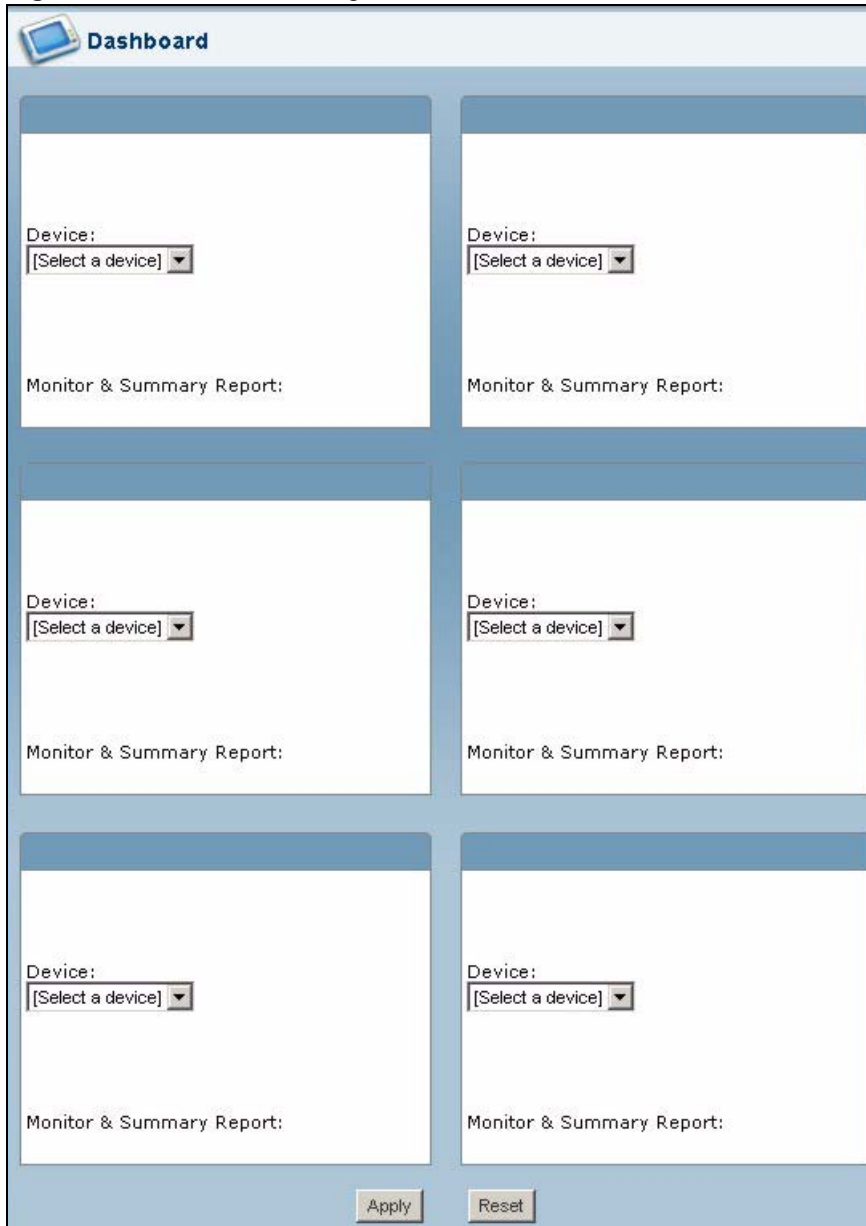 Dashboard
Device:
[Select a device]
Monitor & Summary Report:
Device:
[Select a device]
Monitor & Summary Report:
Device:
[Select a device]
Monitor & Summary Report:
Device:
[Select a device]
Monitor & Summary Report:
Device:
[Select a device]
Monitor & Summary Report:
Device:
[Select a device]
Monitor & Summary Report:
Apply
Reset